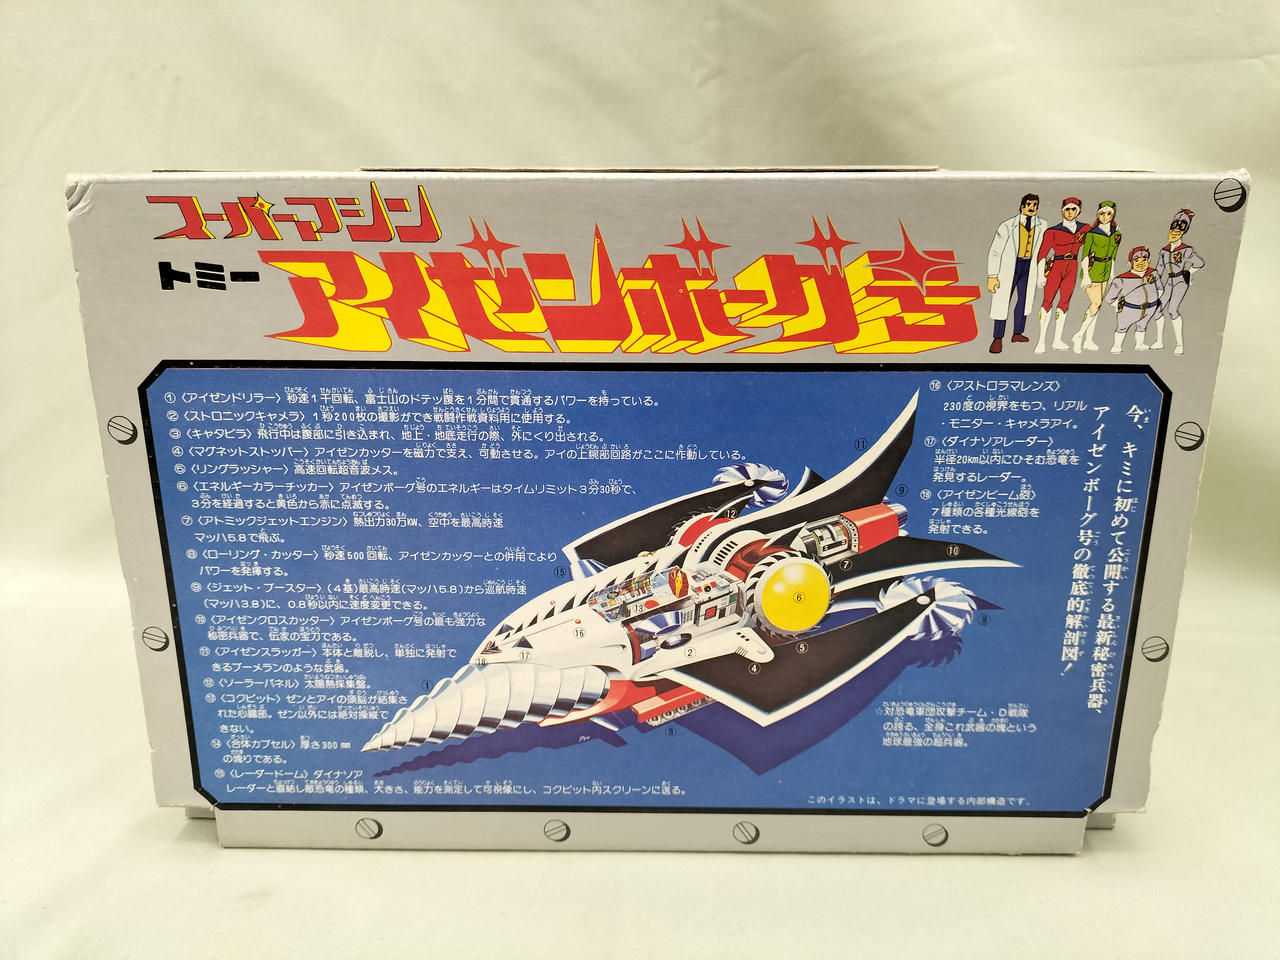 スーパーマシン
トミー アイゼンボーグ号
①〈アイゼンドリラー〉秒速1千回転、富士山のドテッ腹を1分間で貫通するパワーを持っている。
②〈ストロニックキャメラ〉1秒200枚の撮影ができ戦闘作戦資料用に使用する。
③〈キャタピラ〉飛行中は腹部に引き込まれ、地上・地底走行の際、外にくり出される。
④〈マグネットストッパー〉アイゼンカッターを磁力で支え、可動させる。アイの上腕部回路がここに作動している。
⑤〈リングラッシャー〉高速回転超音波メス。
⑥〈エネルギーカラーチッカー〉アイゼンボーグ号のエネルギーはタイムリミット3分30秒で、
3分を経過すると黄色から赤に点滅する。
⑦〈アトミックジェットエンジン〉熱出力30万KW、空中を最高時速
マッハ5.8で飛ぶ。
⑧〈ローリング・カッター〉秒速500回転、アイゼンカッターとの併用でより
パワーを発揮する。
⑨〈ジェット・ブースター〉(4基)最高時速(マッハ5.8)から巡航時速
(マッハ3.8)に、0.8秒以内に速度変更できる。
⑩〈アイゼンクロスカッター〉アイゼンボーグ号の最も強力な
秘密兵器で、伝家の宝刀である。
⑪〈アイゼンスラッガー〉本体と離脱し、単独に発射で
きるブーメランのような武器。
⑫〈ソーラーパネル〉太陽熱採集盤。
⑬〈コクピット〉ゼンとアイの頭脳が結集さ
れた心臓部。ゼン以外には絶対操縦で
きない。
⑭〈合体カプセル〉厚さ300mm
の塊りである。
⑮〈レーダードーム〉ダイナソア
レーダーと直結し敵恐竜の種類、大きさ、能力を測定して可視像にし、コクピット内スクリーンに送る。
⑯〈アストロラマレンズ〉
230度の視界をもつ、リアル
・モニター・キャメラアイ。
⑰〈ダイナソアレーダー〉
半径20km以内にひそむ恐竜を
発見するレーダー。
⑱〈アイゼンビーム砲〉
7種類の各種光線砲を
発射できる。
今、キミに初めて公開する最新秘密兵器、
アイゼンボーグ号の徹底的解剖図!
☆対恐竜軍団攻撃チーム・D戦隊
の誇る、全身これ武器の塊という
地球最強の超兵器。
このイラストは、ドラマに登場する内部構造です。